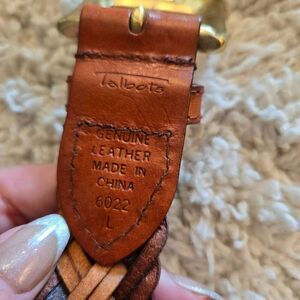 Talbots
GENUINE
LEATHER
MADE IN
CHINA
6022
L